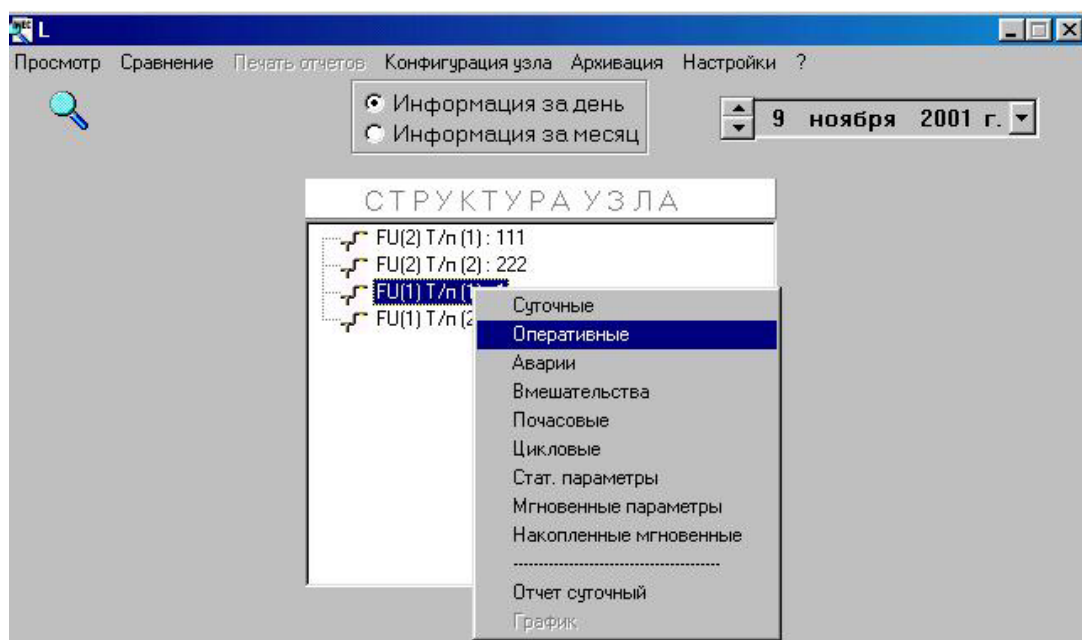 L
Просмотр Сравнение Печать отчетов Конфигурация узла Архивация Настройки ?
Информация за день
Информация за месяц
9 ноября 2001 г.
СТРУКТУРА УЗЛА
FU(2) Т/п (1) : 111
FU(2) Т/п (2) : 222
FU(1) Т/п (1)
FU(1) Т/п (2
Суточные
Оперативные
Аварии
Вмешательства
Почасовые
Цикловые
Стат. параметры
Мгновенные параметры
Накопленные мгновенные
----------------------------------------
Отчет суточный
График